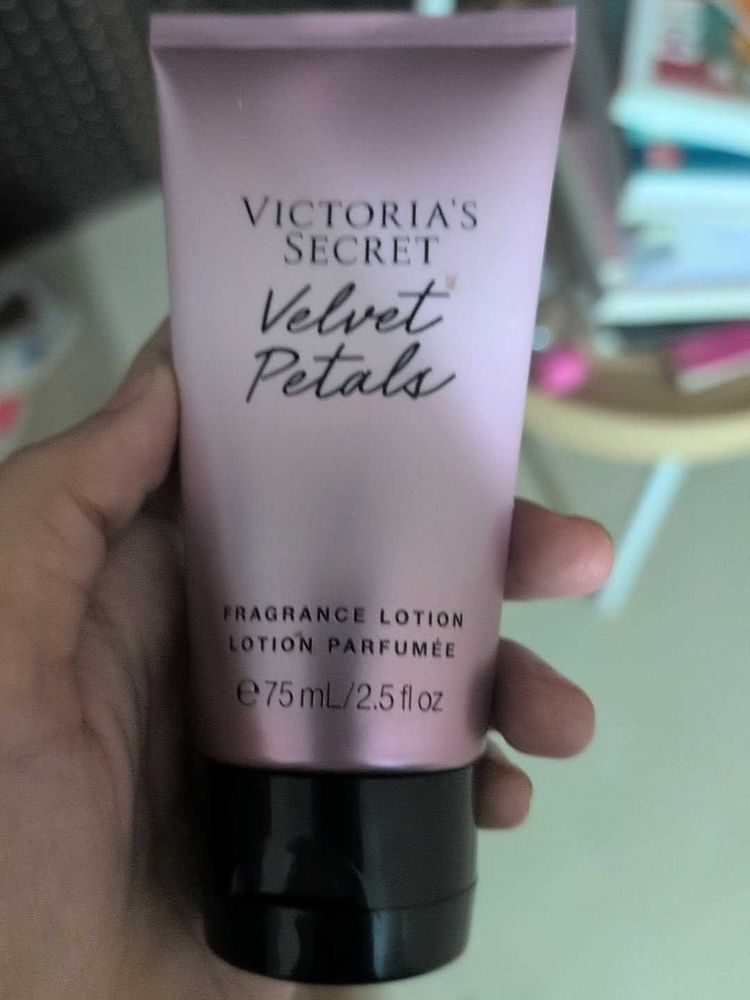 VICTORIA'S
SECRET
Velvet
Petals
FRAGRANCE LOTION
LOTION PARFUMÉE
℮75 mL/2.5 fl oz